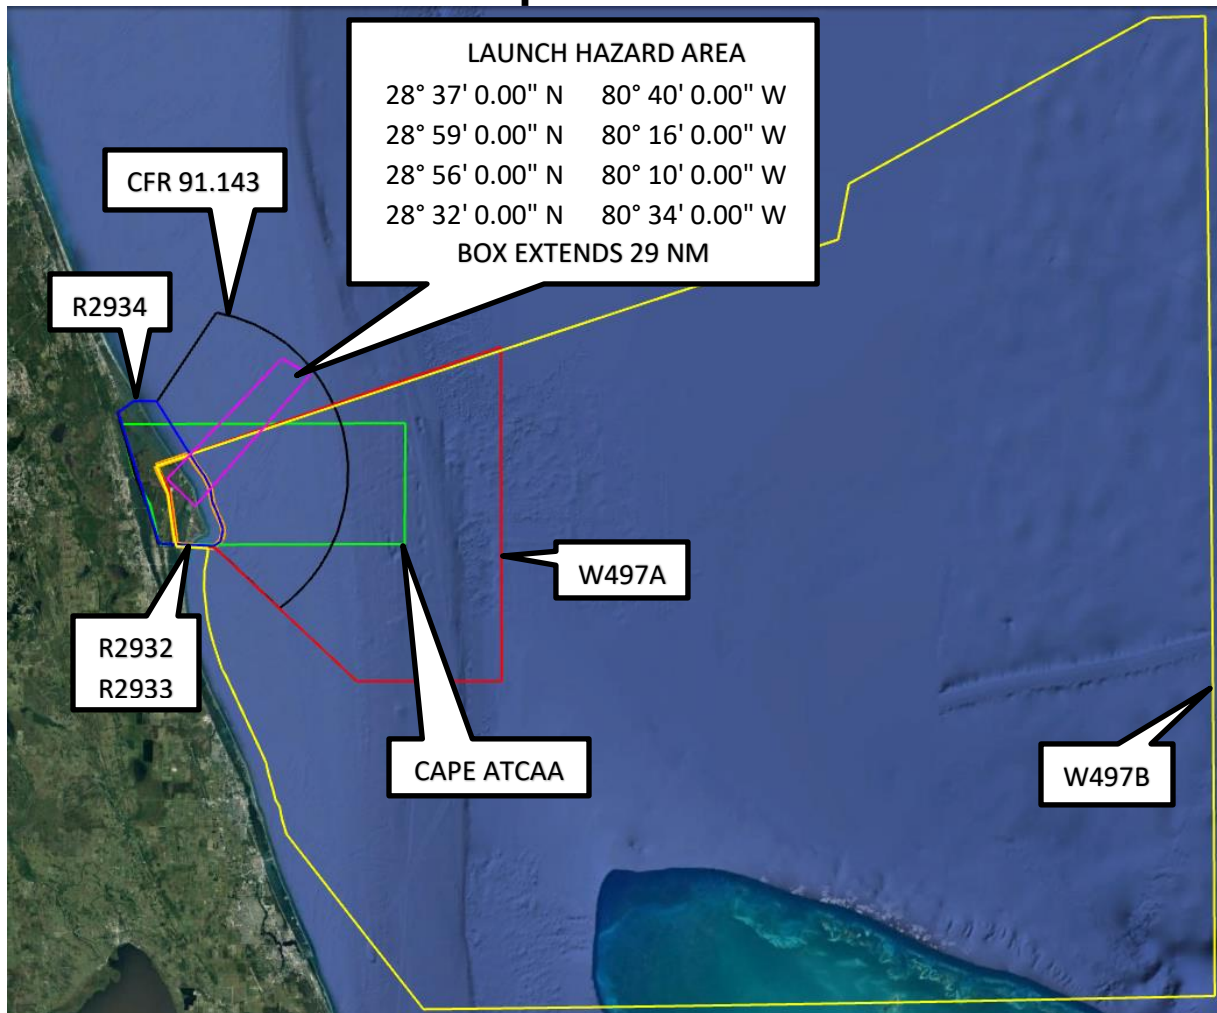 LAUNCH HAZARD AREA
28° 37' 0.00" N 80° 40' 0.00" W
28° 59' 0.00" N 80° 16' 0.00" W
28° 56' 0.00" N 80° 10' 0.00" W
28° 32' 0.00" N 80° 34' 0.00" W
BOX EXTENDS 29 NM
CFR 91.143
R2934
W497A
R2932
R2933
CAPE ATCAA
W497B